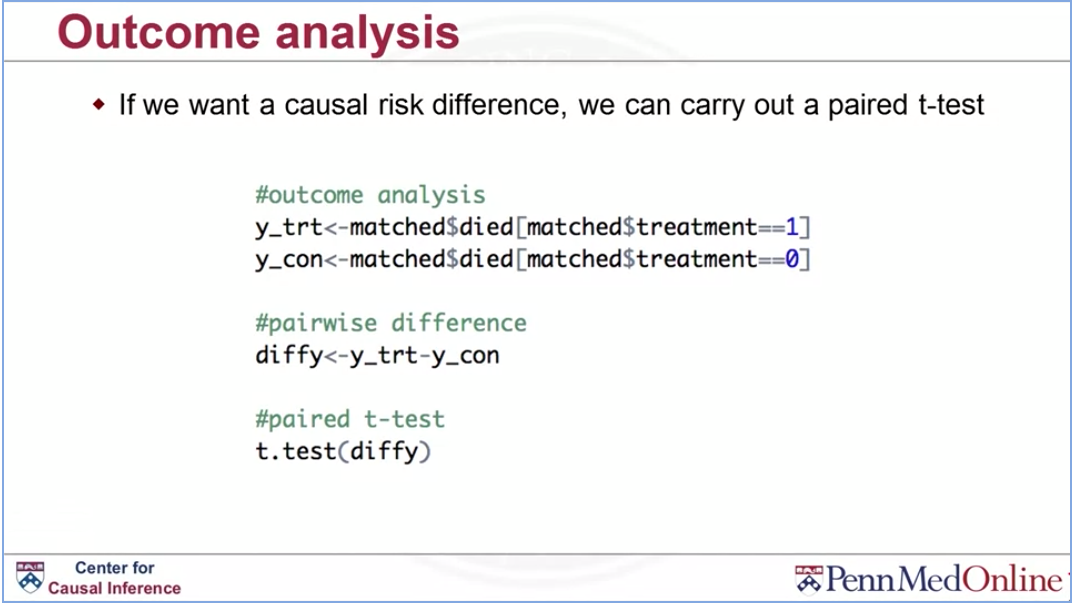 Outcome analysis
If we want a causal risk difference, we can carry out a paired t-test
#outcome analysis
y_trt<-matched$died[matched$treatment==1]
y_con<-matched$died[matched$treatment==0]
#pairwise difference
diffy<-y_trt-y_con
#paired t-test
t.test(diffy)
Center for
Causal Inference
PennMedOnline